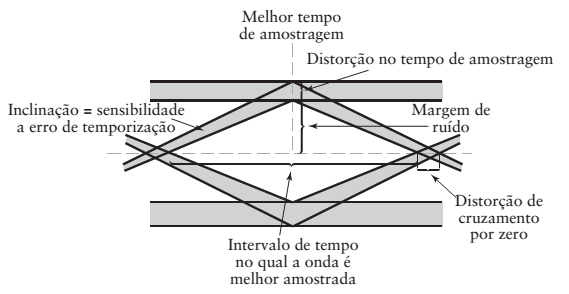 Melhor tempo
de amostragem
Distorção no tempo de amostragem
Inclinação = sensibilidade
a erro de temporização
Margem de
ruído
Distorção de
cruzamento
por zero
Intervalo de tempo
no qual a onda é
melhor amostrada